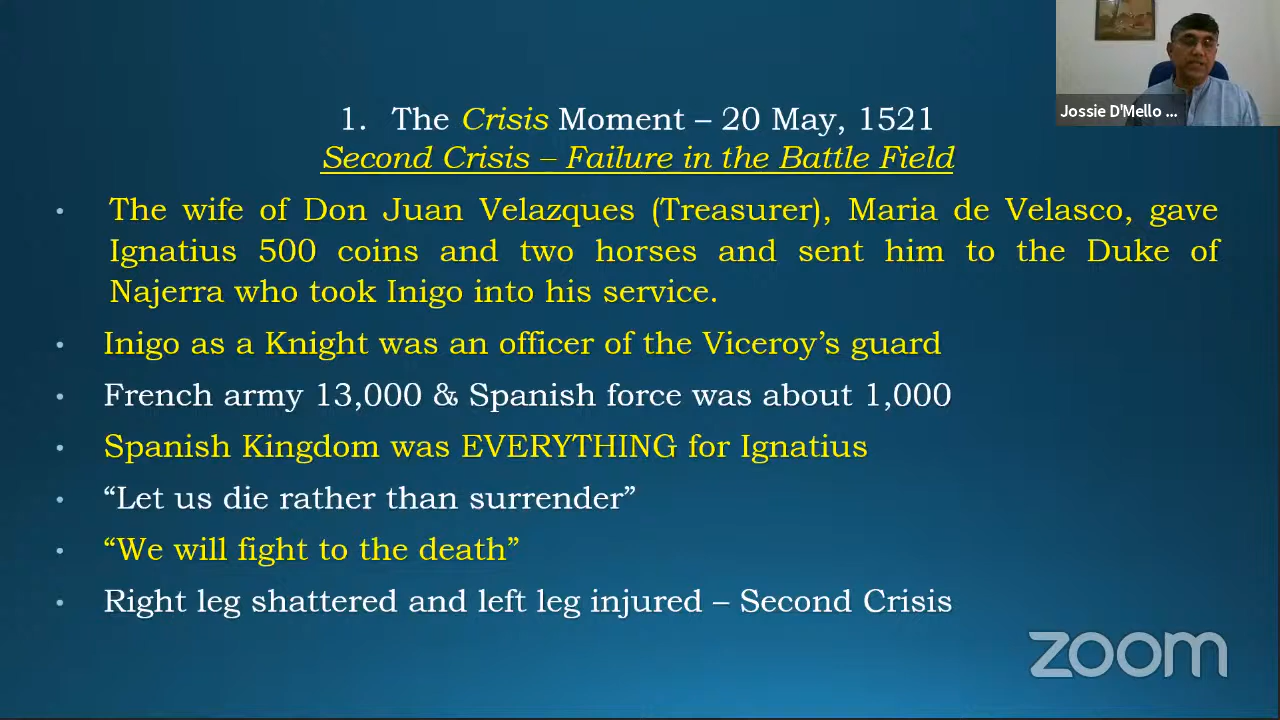 Jossie D'Mello ...
1. The Crisis Moment – 20 May, 1521
Second Crisis – Failure in the Battle Field
• The wife of Don Juan Velazques (Treasurer), Maria de Velasco, gave
Ignatius 500 coins and two horses and sent him to the Duke of
Najerra who took Inigo into his service.
• Inigo as a Knight was an officer of the Viceroy's guard
• French army 13,000 & Spanish force was about 1,000
• Spanish Kingdom was EVERYTHING for Ignatius
• “Let us die rather than surrender”
• “We will fight to the death”
• Right leg shattered and left leg injured – Second Crisis
zoom